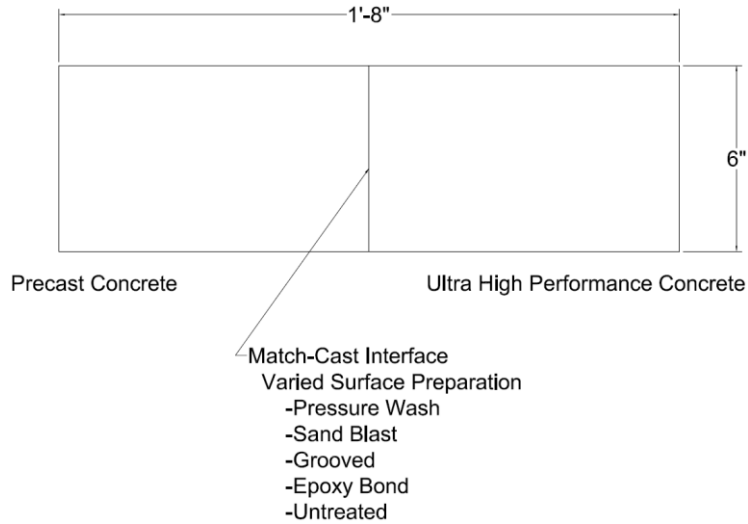 1'-8"
6"
Precast Concrete
Ultra High Performance Concrete
Match-Cast Interface
Varied Surface Preparation
-Pressure Wash
-Sand Blast
-Grooved
-Epoxy Bond
-Untreated